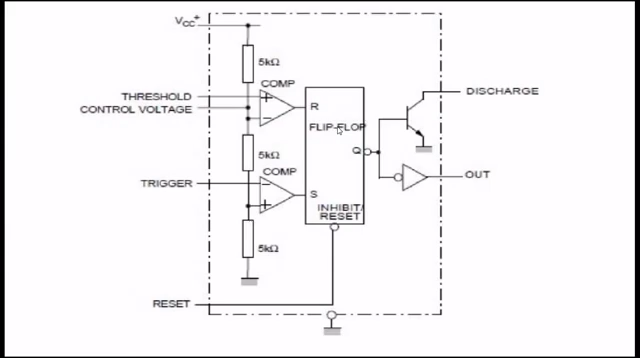 Vcc+
5kΩ
COMP
THRESHOLD
CONTROL VOLTAGE
+
-
R
FLIP-FLOP
DISCHARGE
5kΩ
Q
COMP
TRIGGER
-
+
S
OUT
INHIBIT/
RESET
5kΩ
RESET